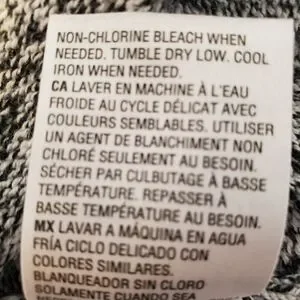 NON-CHLORINE BLEACH WHEN
NEEDED. TUMBLE DRY LOW. COOL
IRON WHEN NEEDED.
CA LAVER EN MACHINE À L'EAU
FROIDE AU CYCLE DÉLICAT AVEC
COULEURS SEMBLABLES. UTILISER
UN AGENT DE BLANCHIMENT NON
CHLORÉ SEULEMENT AU BESOIN.
SÉCHER PAR CULBUTAGE À BASSE
TEMPÉRATURE. REPASSER À
BASSE TEMPÉRATURE AU BESOIN.
MX LAVAR A MÁQUINA EN AGUA
FRÍA CICLO DELICADO CON
COLORES SIMILARES.
BLANQUEADOR SIN CLORO
SOLAMENTE CUANDO SEA